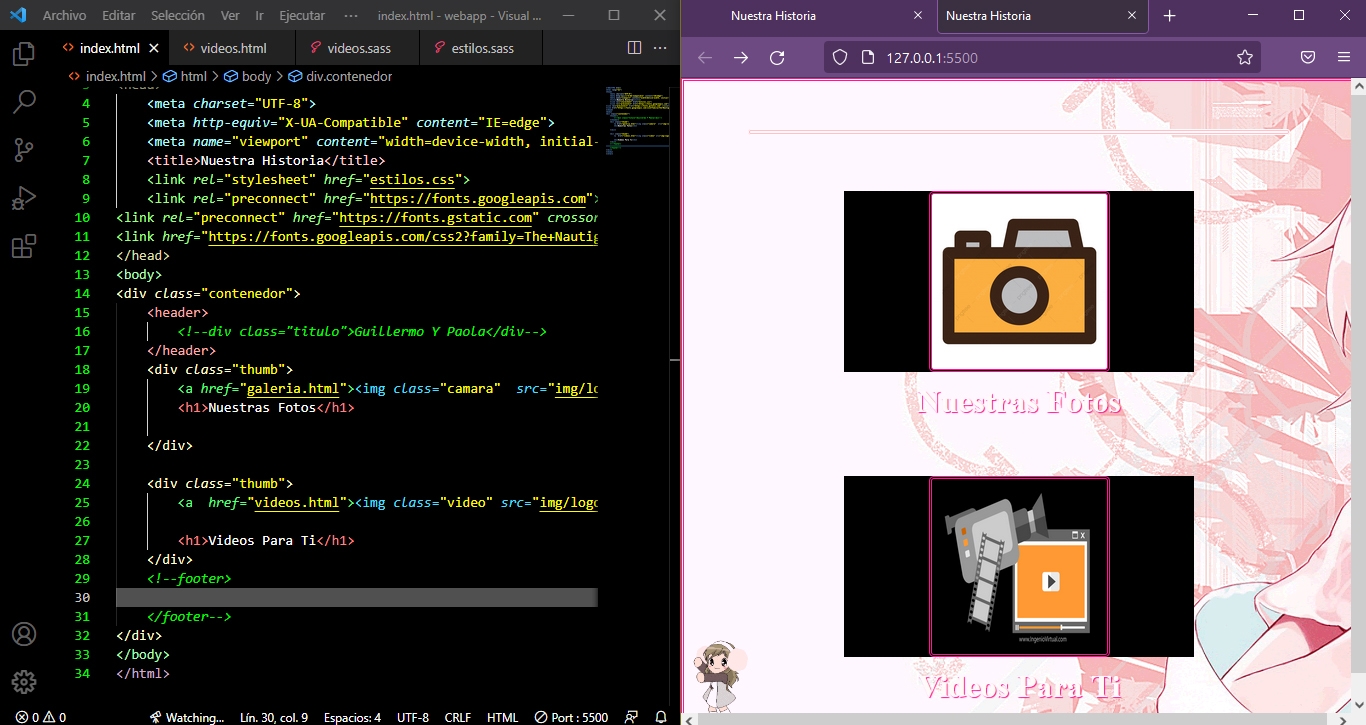 Archivo Editar Selección Ver Ir Ejecutar ··· index.html - webapp - Visual ...
index.html videos.html videos.sass estilos.sass
index.html > html > body > div.contenedor
3 <head>
4 <meta charset="UTF-8">
5 <meta http-equiv="X-UA-Compatible" content="IE=edge">
6 <meta name="viewport" content="width=device-width, initial-
7 <title>Nuestra Historia</title>
8 <link rel="stylesheet" href="estilos.css">
9 <link rel="preconnect" href="https://fonts.googleapis.com">
10 <link rel="preconnect" href="https://fonts.gstatic.com" crossor
11 <link href="https://fonts.googleapis.com/css2?family=The+Nautig
12 </head>
13 <body>
14 <div class="contenedor">
15 <header>
16 <!--div class="titulo">Guillermo Y Paola</div-->
17 </header>
18 <div class="thumb">
19 <a href="galeria.html"><img class="camara"  src="img/lo
20 <h1>Nuestras Fotos</h1>
21
22 </div>
23
24 <div class="thumb">
25 <a  href="videos.html"><img class="video" src="img/logo
26
27 <h1>Videos Para Ti</h1>
28 </div>
29 <!--footer>
30
31 </footer-->
32 </div>
33 </body>
34 </html>
0 0 Watching... Lín. 30, col. 9 Espacios: 4 UTF-8 CRLF HTML Port : 5500
Nuestra Historia Nuestra Historia
127.0.0.1:5500
Nuestras Fotos
www.IngenioVirtual.com
Videos Para Ti